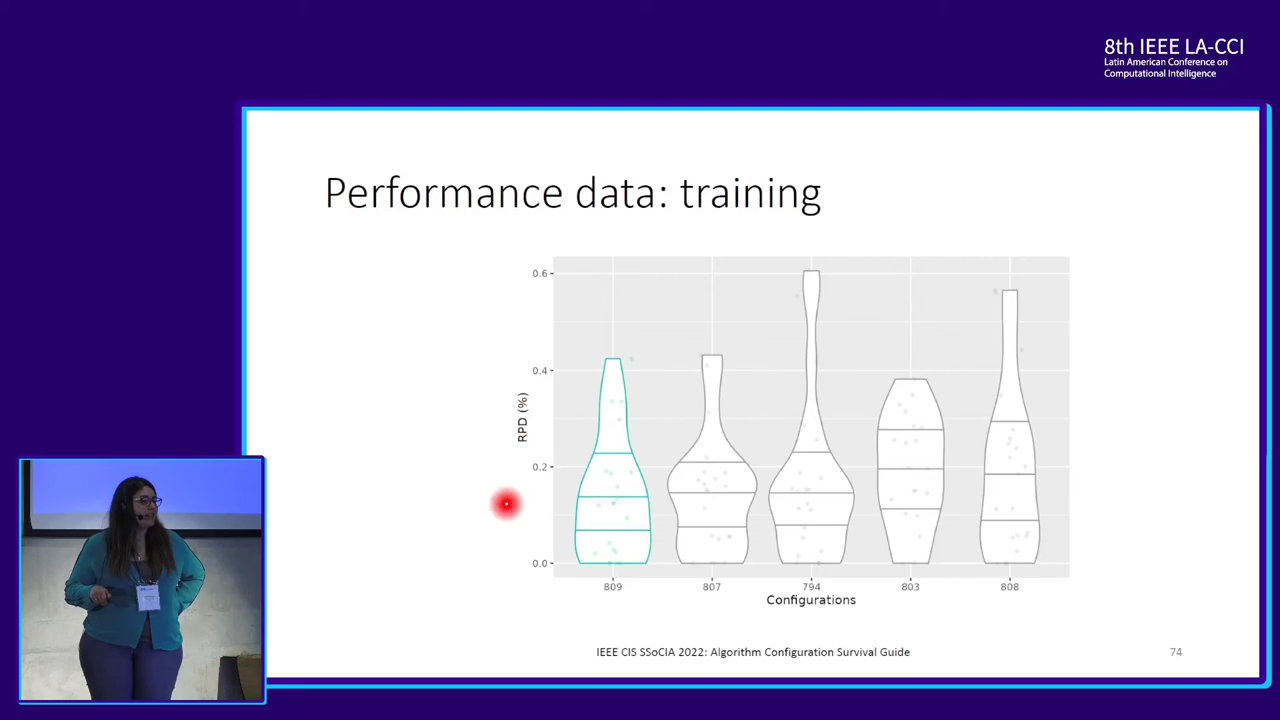 8th IEEE LA-CCI
Latin American Conference on
Computational Intelligence
Performance data: training
0.6
0.4
0.2
0.0
RPD (%)
809 807 794 803 808
Configurations
IEEE CIS SSoCIA 2022: Algorithm Configuration Survival Guide
74